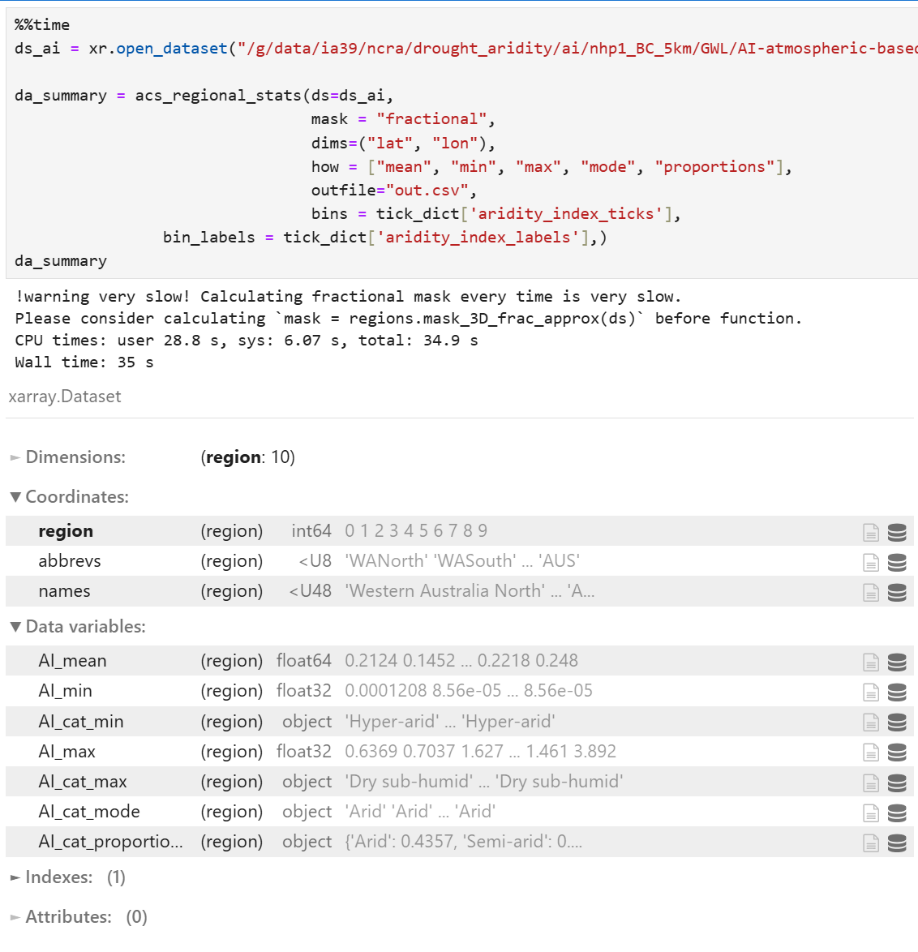 %%time
ds_ai = xr.open_dataset("/g/data/ia39/ncra/drought_aridity/ai/nhp1_BC_5km/GWL/AI-atmospheric-based
da_summary = acs_regional_stats(ds=ds_ai,
mask = "fractional",
dims=("lat", "lon"),
how = ["mean", "min", "max", "mode", "proportions"],
outfile="out.csv",
bins = tick_dict['aridity_index_ticks'],
bin_labels = tick_dict['aridity_index_labels'],)
da_summary
!warning very slow! Calculating fractional mask every time is very slow.
Please consider calculating `mask = regions.mask_3D_frac_approx(ds)` before function.
CPU times: user 28.8 s, sys: 6.07 s, total: 34.9 s
Wall time: 35 s
xarray.Dataset
► Dimensions: (region: 10)
▼ Coordinates:
region (region) int64 0 1 2 3 4 5 6 7 8 9
abbrevs (region) <U8 'WANorth' 'WASouth' ... 'AUS'
names (region) <U48 'Western Australia North' ... 'A...
▼ Data variables:
AI_mean (region) float64 0.2124 0.1452 ... 0.2218 0.248
AI_min (region) float32 0.0001208 8.56e-05 ... 8.56e-05
AI_cat_min (region) object 'Hyper-arid' ... 'Hyper-arid'
AI_max (region) float32 0.6369 0.7037 1.627 ... 1.461 3.892
AI_cat_max (region) object 'Dry sub-humid' ... 'Dry sub-humid'
AI_cat_mode (region) object 'Arid' 'Arid' ... 'Arid'
AI_cat_proportio... (region) object {'Arid': 0.4357, 'Semi-arid': 0....
► Indexes: (1)
► Attributes: (0)